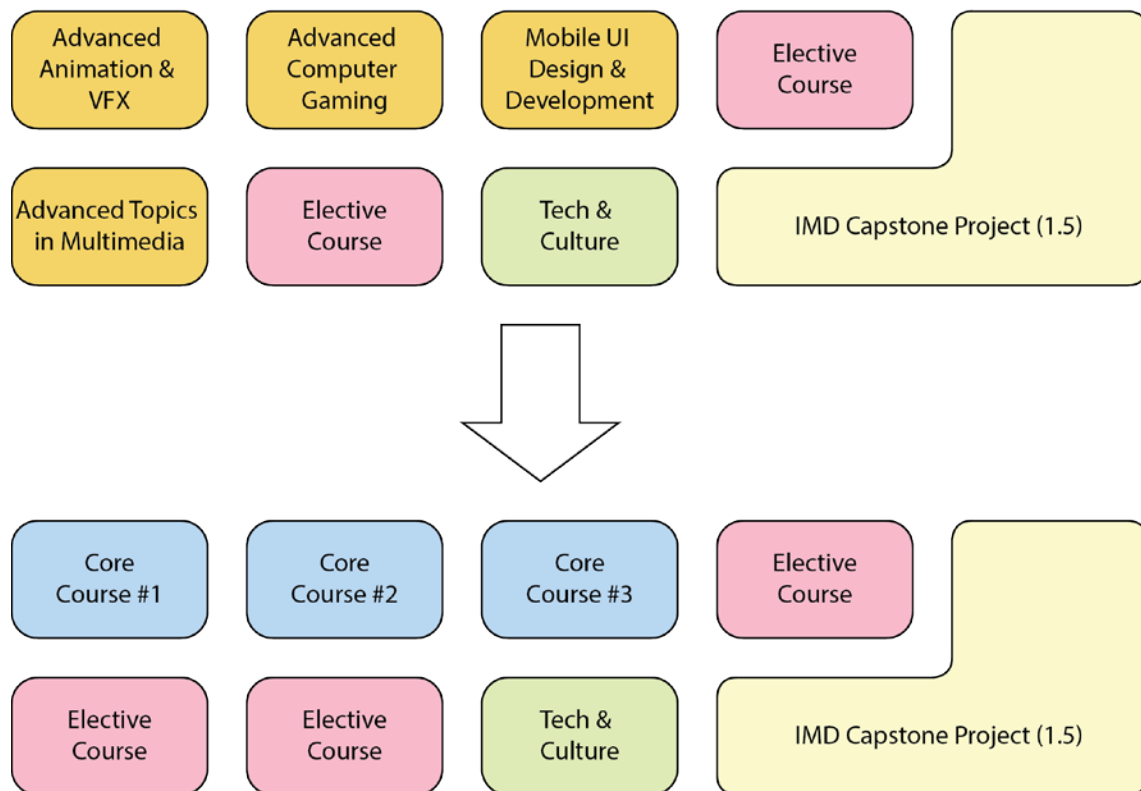 Advanced
Animation &
VFX
Advanced
Computer
Gaming
Mobile UI
Design &
Development
Elective
Course
Advanced Topics
in Multimedia
Elective
Course
Tech &
Culture
IMD Capstone Project (1.5)
Core
Course #1
Core
Course #2
Core
Course #3
Elective
Course
Elective
Course
Elective
Course
Tech &
Culture
IMD Capstone Project (1.5)